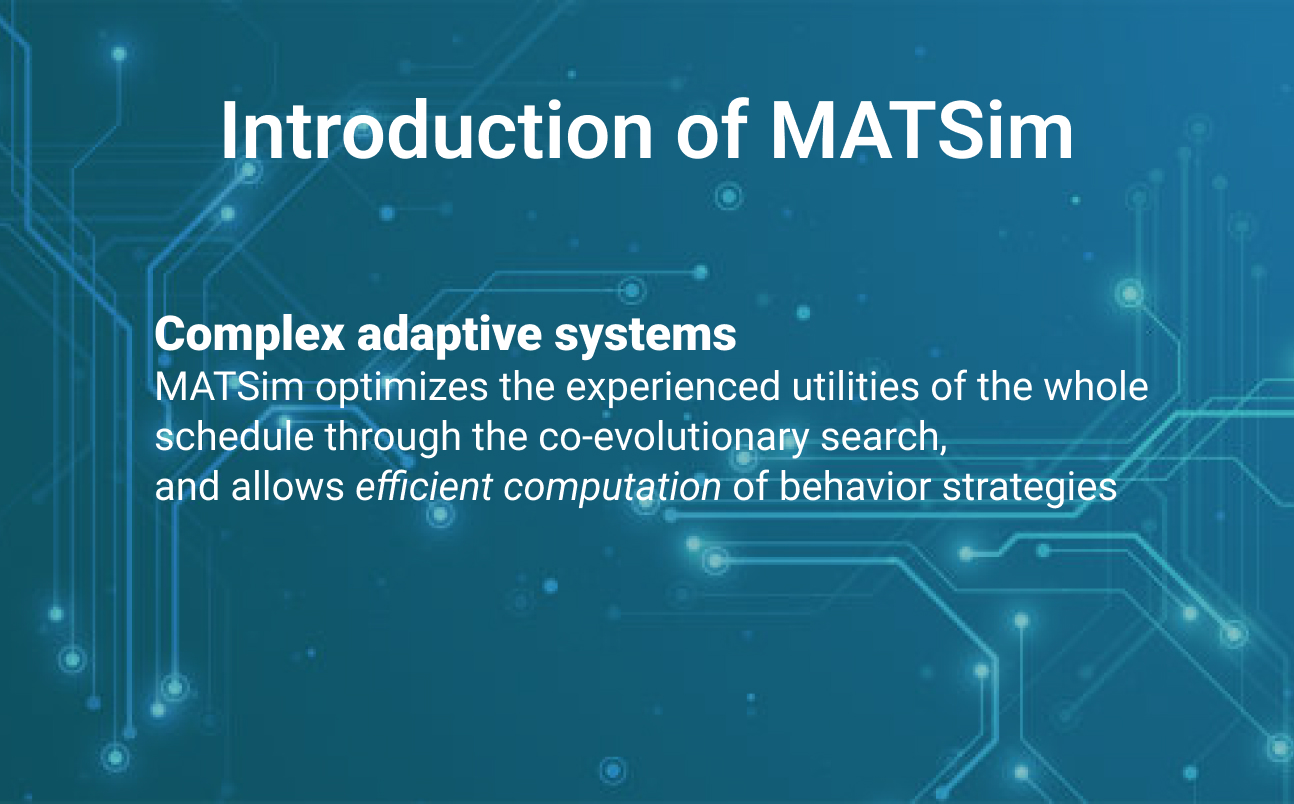 Introduction of MATSim
Complex adaptive systems
MATSim optimizes the experienced utilities of the whole
schedule through the co-evolutionary search,
and allows efficient computation of behavior strategies